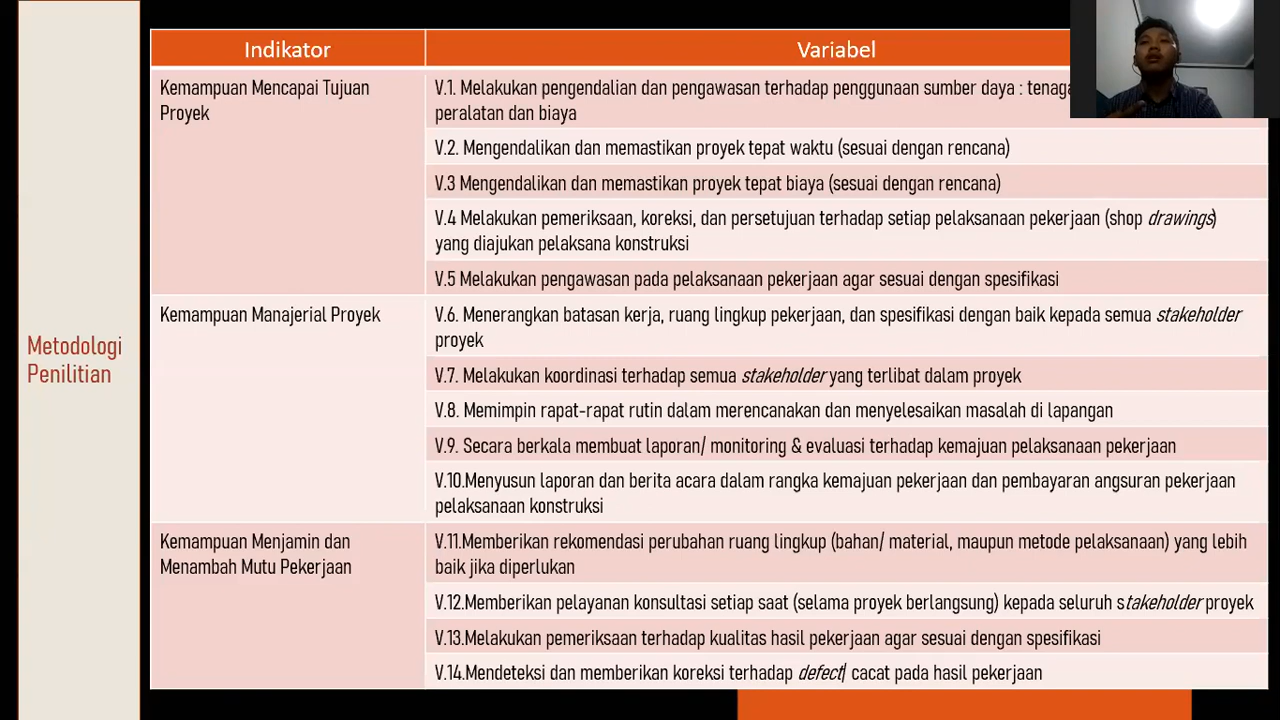 Indikator
Variabel
Kemampuan Mencapai Tujuan
Proyek
V.1. Melakukan pengendalian dan pengawasan terhadap penggunaan sumber daya : tenaga
peralatan dan biaya
V.2. Mengendalikan dan memastikan proyek tepat waktu (sesuai dengan rencana)
V.3 Mengendalikan dan memastikan proyek tepat biaya (sesuai dengan rencana)
V.4 Melakukan pemeriksaan, koreksi, dan persetujuan terhadap setiap pelaksanaan pekerjaan (shop drawings)
yang diajukan pelaksana konstruksi
V.5 Melakukan pengawasan pada pelaksanaan pekerjaan agar sesuai dengan spesifikasi
Kemampuan Manajerial Proyek
V.6. Menerangkan batasan kerja, ruang lingkup pekerjaan, dan spesifikasi dengan baik kepada semua stakeholder
proyek
V.7. Melakukan koordinasi terhadap semua stakeholder yang terlibat dalam proyek
V.8. Memimpin rapat-rapat rutin dalam merencanakan dan menyelesaikan masalah di lapangan
V.9. Secara berkala membuat laporan/ monitoring & evaluasi terhadap kemajuan pelaksanaan pekerjaan
V.10.Menyusun laporan dan berita acara dalam rangka kemajuan pekerjaan dan pembayaran angsuran pekerjaan
pelaksanaan konstruksi
Kemampuan Menjamin dan
Menambah Mutu Pekerjaan
V.11.Memberikan rekomendasi perubahan ruang lingkup (bahan/ material, maupun metode pelaksanaan) yang lebih
baik jika diperlukan
V.12.Memberikan pelayanan konsultasi setiap saat (selama proyek berlangsung) kepada seluruh stakeholder proyek
V.13.Melakukan pemeriksaan terhadap kualitas hasil pekerjaan agar sesuai dengan spesifikasi
V.14.Mendeteksi dan memberikan koreksi terhadap defect/ cacat pada hasil pekerjaan
Metodologi
Penilitian